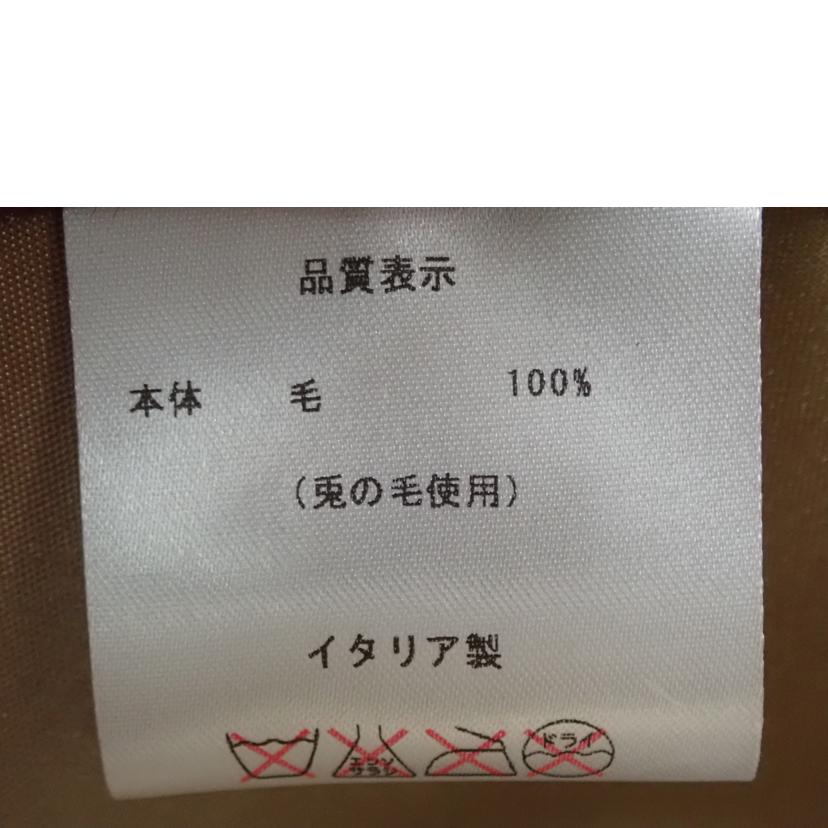 品質表示
本体 毛 100%
(兎の毛使用)
イタリア製
エンソ
サラシ
ドライ